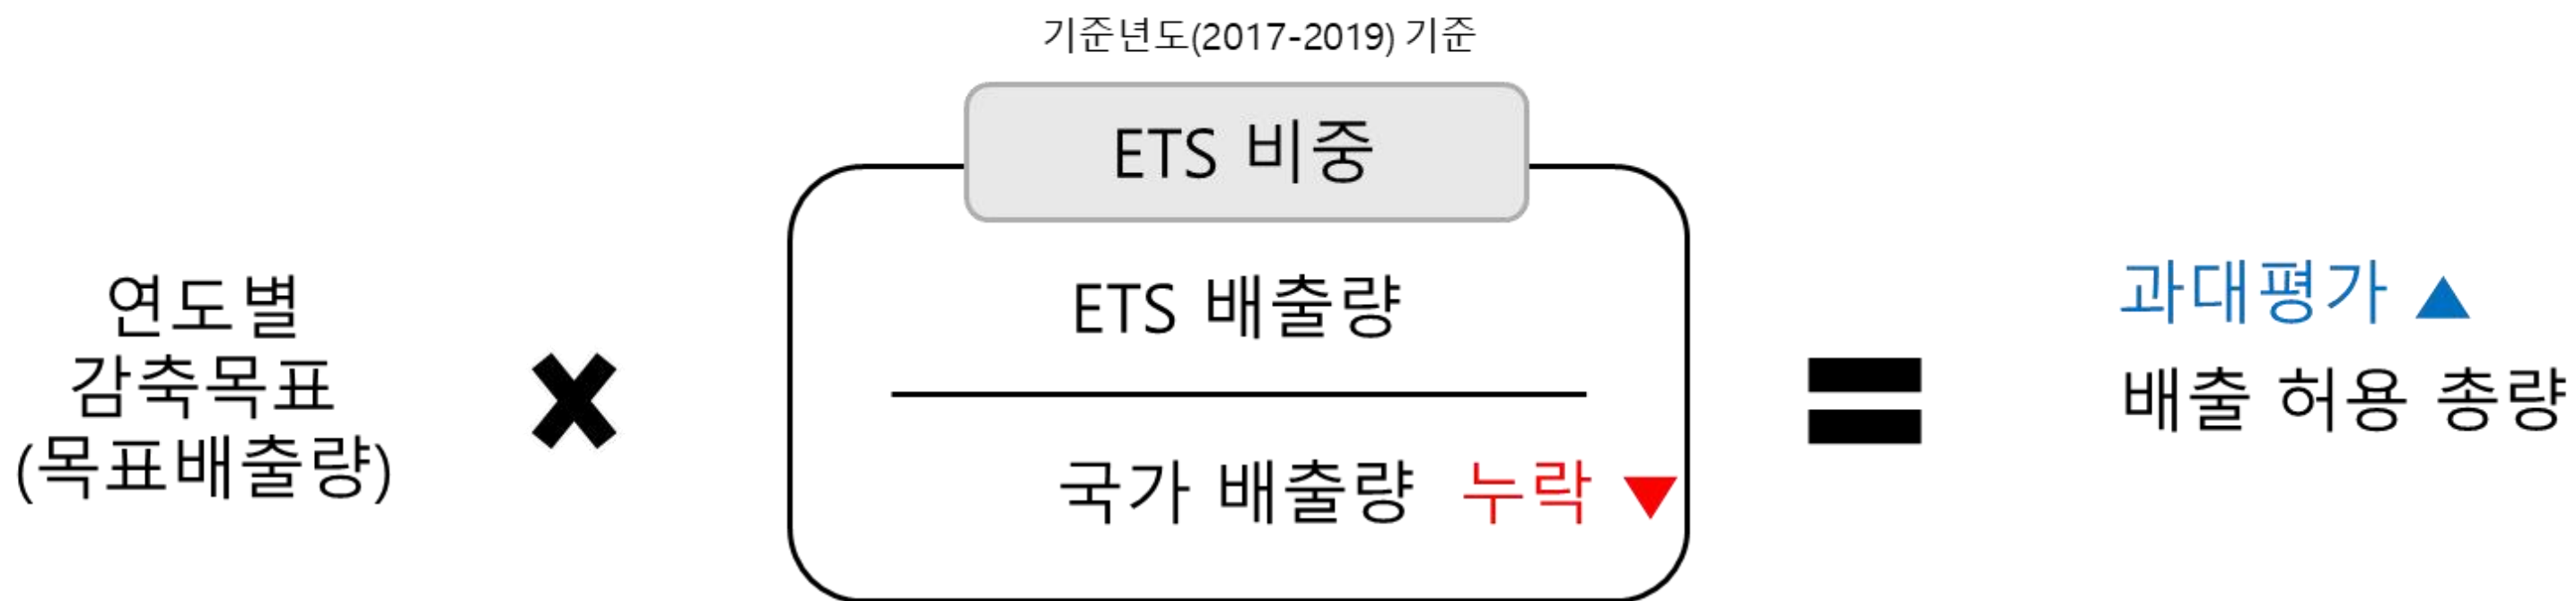 기준년도(2017-2019) 기준
ETS 비중
연도별
감축목표
(목표배출량)
ETS 배출량
국가 배출량 누락 ▼
과대평가 ▲
배출 허용 총량